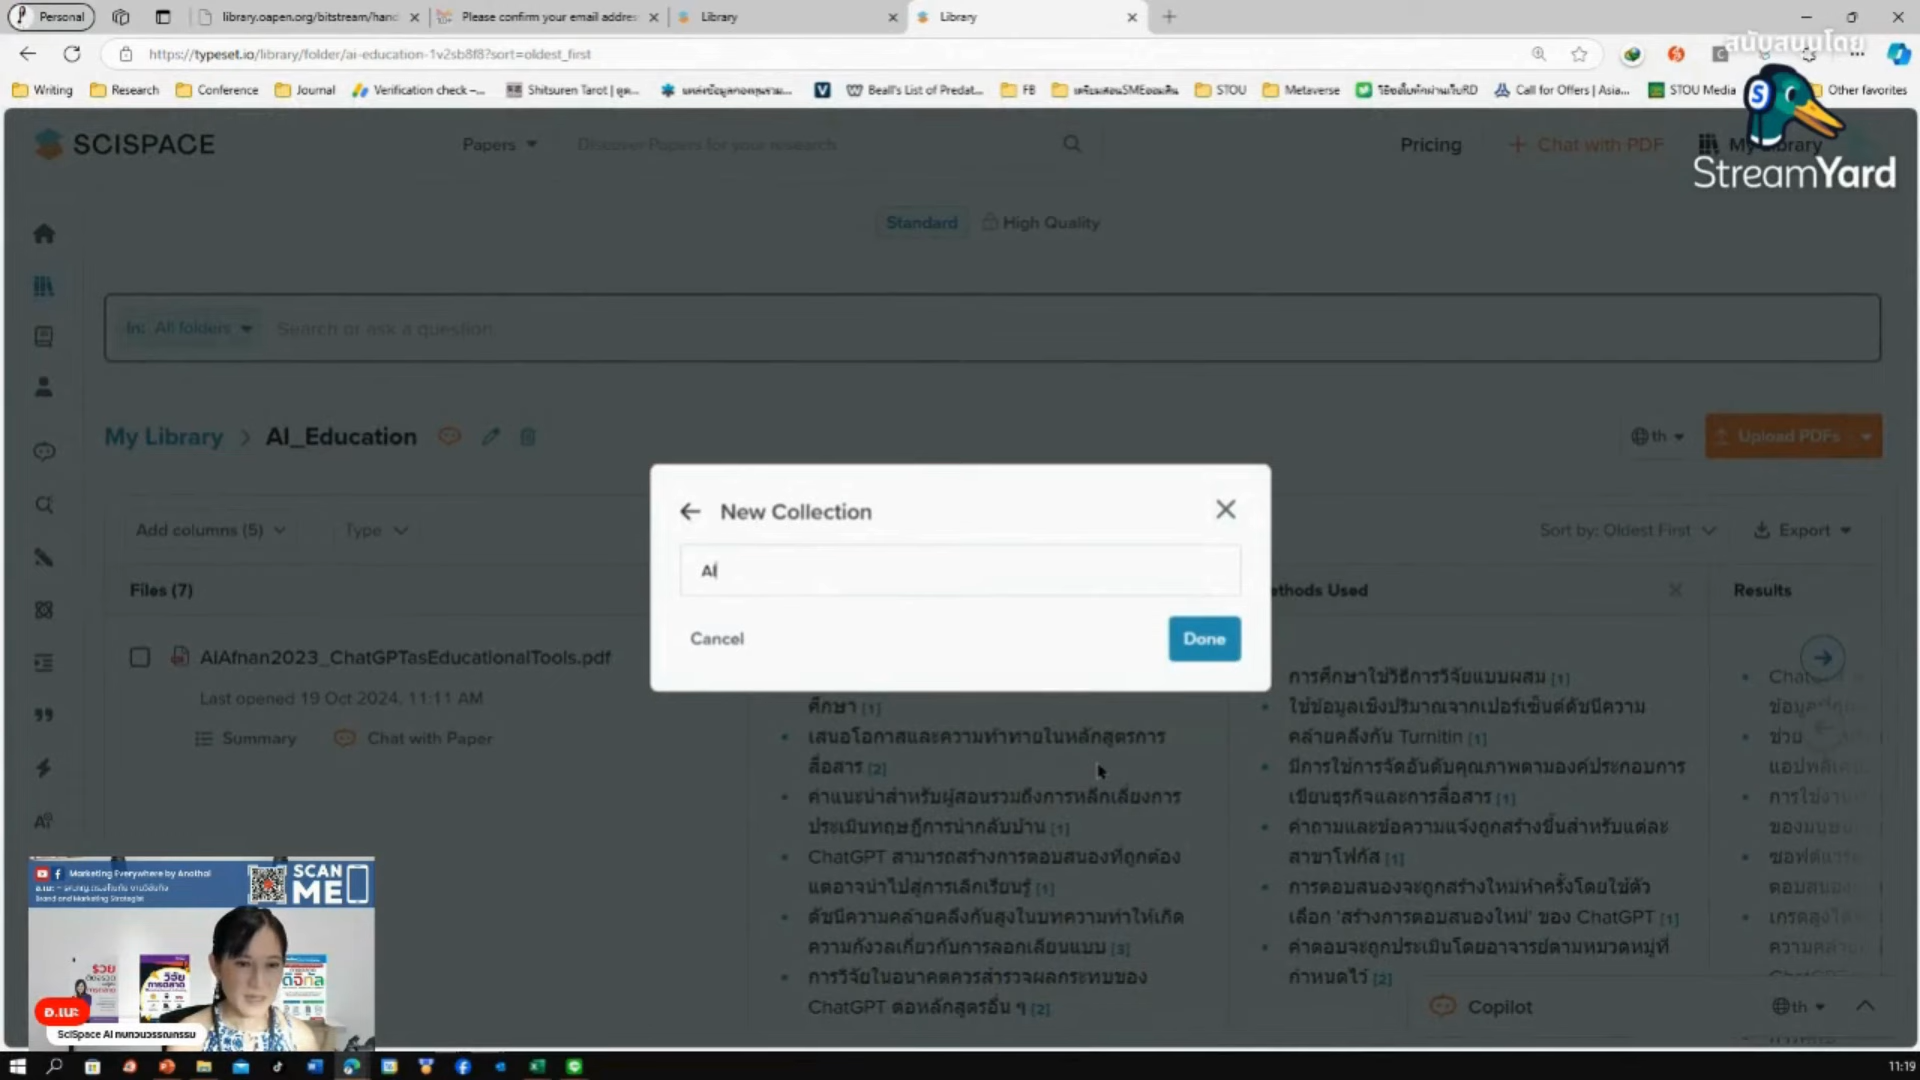 Personal
library.oapen.org/bitstream/hand
Please confirm your email addre
Library
Library
https://typeset.io/library/folder/ai-education-1v2sb8f8?sort=oldest_first
สนับสนุนโดย
Writing
Research
Conference
Journal
Verification check –...
Shitsuren Tarot | ดูด...
Beall's List of Predat...
FB
เตรียมสอนSMEออมสิน
STOU
Metaverse
Call for Offers | Asia...
STOU Media
Other favorites
StreamYard
SCISPACE
Papers
Discover Papers for your research
Pricing
Chat with PDF
My Library
Standard
High Quality
In: All folders
Search or ask a question
My Library > AI_Education
th
Upload PDFs
New Collection
AI
Cancel
Done
Add columns (5)
Type
Sort by: Oldest First
Export
Files (7)
ethods Used
Results
AlAfnan2023_ChatGPTasEducationalTools.pdf
Last opened 19 Oct 2024, 11:11 AM
Summary
Chat with Paper
ศึกษา [1]
เสนอโอกาสและความท้าทายในหลักสูตรการ
สื่อสาร [2]
คำแนะนำสำหรับผู้สอนรวมถึงการหลีกเลี่ยงการ
ประเมินทฤษฎีการนำกลับบ้าน [1]
ChatGPT สามารถสร้างการตอบสนองที่ถูกต้อง
แต่อาจนำไปสู่การเลิกเรียนรู้ [1]
ดัชนีความคล้ายคลึงกันสูงในบทความทำให้เกิด
ความกังวลเกี่ยวกับการลอกเลียนแบบ [3]
การวิจัยในอนาคตควรสำรวจผลกระทบของ
ChatGPT ต่อหลักสูตรอื่น ๆ [2]
การศึกษาใช้วิธีการวิจัยแบบผสม [1]
ใช้ข้อมูลเชิงปริมาณจากเปอร์เซ็นต์ดัชนีความ
คล้ายคลึงกัน Turnitin [1]
มีการใช้การจัดอันดับคุณภาพตามองค์ประกอบการ
เขียนธุรกิจและการสื่อสาร [1]
คำถามและข้อความแจ้งถูกสร้างขึ้นสำหรับแต่ละ
สาขาโฟกัส [1]
การตอบสนองจะถูกสร้างใหม่ห้าครั้งโดยใช้ตัว
เลือก 'สร้างการตอบสนองใหม่' ของ ChatGPT [1]
คำตอบจะถูกประเมินโดยอาจารย์ตามหมวดหมู่ที่
กำหนดไว้ [2]
Copilot
th
Marketing Everywhere by Anothai
Brand and Marketing Strategist
SCAN
ME
วิจัย
การตลาด
ดิจิทัล
SciSpace AI ทบทวนวรรณกรรม
11:19